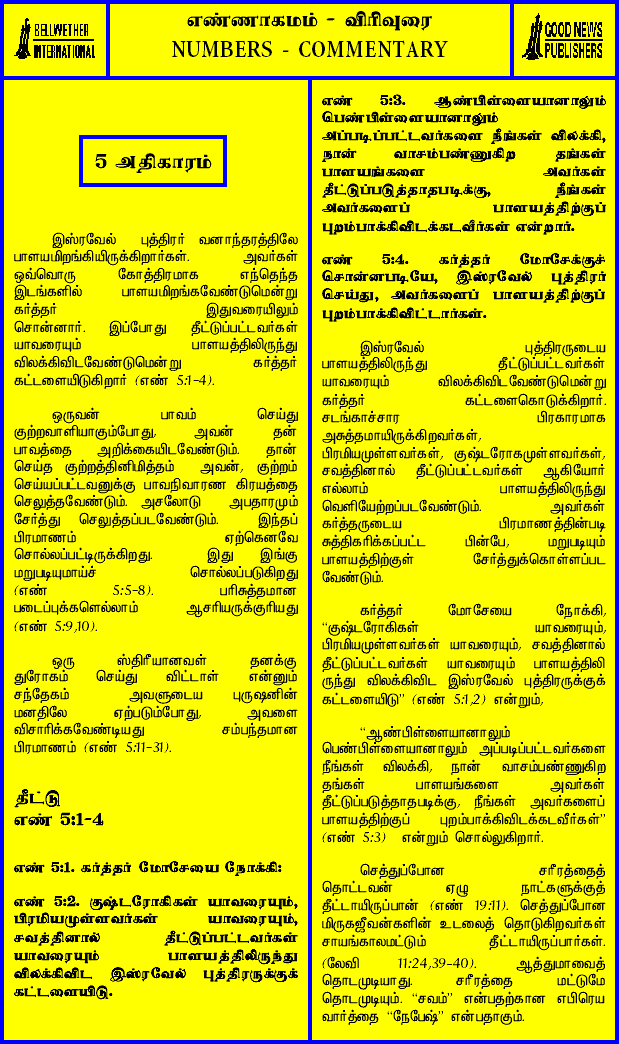 BELLWETHER
INTERNATIONAL
எண்ணாகமம் - விரிவுரை
NUMBERS - COMMENTARY
GOOD NEWS
PUBLISHERS
5 அதிகாரம்
இஸ்ரவேல் புத்திரர் வனாந்தரத்திலே
பாளயமிறங்கியிருக்கிறார்கள். அவர்கள்
ஒவ்வொரு கோத்திரமாக எந்தெந்த
இடங்களில் பாளயமிறங்கவேண்டுமென்று
கர்த்தர் இதுவரையிலும்
சொன்னார். இப்போது தீட்டுப்பட்டவர்கள்
யாவரையும் பாளயத்திலிருந்து
விலக்கிவிடவேண்டுமென்று கர்த்தர்
கட்டளையிடுகிறார் (எண் 5:1-4).
ஒருவன் பாவம் செய்து
குற்றவாளியாகும்போது, அவன் தன்
பாவத்தை அறிக்கையிடவேண்டும். தான்
செய்த குற்றத்தினிமித்தம் அவன், குற்றம்
செய்யப்பட்டவனுக்கு பாவநிவாரண கிரயத்தை
செலுத்தவேண்டும். அசலோடு அபதாரமும்
சேர்த்து செலுத்தப்படவேண்டும். இந்தப்
பிரமாணம் ஏற்கெனவே
சொல்லப்பட்டிருக்கிறது. இது இங்கு
மறுபடியுமாய்ச் சொல்லப்படுகிறது
(எண் 5:5-8). பரிசுத்தமான
படைப்புக்களெல்லாம் ஆசரியருக்குரியது
(எண் 5:9,10).
ஒரு ஸ்திரீயானவள் தனக்கு
துரோகம் செய்து விட்டாள் என்னும்
சந்தேகம் அவளுடைய புருஷனின்
மனதிலே ஏற்படும்போது, அவளை
விசாரிக்கவேண்டியது சம்பந்தமான
பிரமாணம் (எண் 5:11-31).
தீட்டு
எண் 5:1-4
எண் 5:1. கர்த்தர் மோசேயை நோக்கி:
எண் 5:2. குஷ்டரோகிகள் யாவரையும்,
பிரமியமுள்ளவர்கள் யாவரையும்,
சவத்தினால் தீட்டுப்பட்டவர்கள்
யாவரையும் பாளயத்திலிருந்து
விலக்கிவிட இஸ்ரவேல் புத்திரருக்குக்
கட்டளையிடு.
எண் 5:3. ஆண்பிள்ளையானாலும்
பெண்பிள்ளையானாலும்
அப்படிப்பட்டவர்களை நீங்கள் விலக்கி,
நான் வாசம்பண்ணுகிற தங்கள்
பாளயங்களை அவர்கள்
தீட்டுப்படுத்தாதபடிக்கு, நீங்கள்
அவர்களைப் பாளயத்திற்குப்
புறம்பாக்கிவிடக்கடவீர்கள் என்றார்.
எண் 5:4. கர்த்தர் மோசேக்குச்
சொன்னபடியே, இஸ்ரவேல் புத்திரர்
செய்து, அவர்களைப் பாளயத்திற்குப்
புறம்பாக்கிவிட்டார்கள்.
இஸ்ரவேல் புத்திரருடைய
பாளயத்திலிருந்து தீட்டுப்பட்டவர்கள்
யாவரையும் விலக்கிவிடவேண்டுமென்று
கர்த்தர் கட்டளைகொடுக்கிறார்.
சடங்காச்சார பிரகாரமாக
அசுத்தமாயிருக்கிறவர்கள்,
பிரமியமுள்ளவர்கள், குஷ்டரோகமுள்ளவர்கள்,
சவத்தினால் தீட்டுப்பட்டவர்கள் ஆகியோர்
எல்லாம் பாளயத்திலிருந்து
வெளியேற்றப்படவேண்டும். அவர்கள்
கர்த்தருடைய பிரமாணத்தின்படி
சுத்திகரிக்கப்பட்ட பின்பே, மறுபடியும்
பாளயத்திற்குள் சேர்த்துக்கொள்ளப்பட
வேண்டும்.
கர்த்தர் மோசேயை நோக்கி,
“குஷ்டரோகிகள் யாவரையும்,
பிரமியமுள்ளவர்கள் யாவரையும், சவத்தினால்
தீட்டுப்பட்டவர்கள் யாவரையும் பாளயத்திலி
ருந்து விலக்கிவிட இஸ்ரவேல் புத்திரருக்குக்
கட்டளையிடு” (எண் 5:1,2) என்றும்,
“ஆண்பிள்ளையானாலும்
பெண்பிள்ளையானாலும் அப்படிப்பட்டவர்களை
நீங்கள் விலக்கி, நான் வாசம்பண்ணுகிற
தங்கள் பாளயங்களை அவர்கள்
தீட்டுப்படுத்தாதபடிக்கு, நீங்கள் அவர்களைப்
பாளயத்திற்குப் புறம்பாக்கிவிடக்கடவீர்கள்”
(எண் 5:3) என்றும் சொல்லுகிறார்.
செத்துப்போன சரீரத்தைத்
தொட்டவன் ஏழு நாட்களுக்குத்
தீட்டாயிருப்பான் (எண் 19:11). செத்துப்போன
மிருகஜீவன்களின் உடலைத் தொடுகிறவர்கள்
சாயங்காலமட்டும் தீட்டாயிருப்பார்கள்.
(லேவி 11:24,39-40). ஆத்துமாவைத்
தொடமுடியாது. சரீரத்தை மட்டுமே
தொடமுடியும். “சவம்” என்பதற்கான எபிரெய
வார்த்தை “நேபேஷ்” என்பதாகும்.